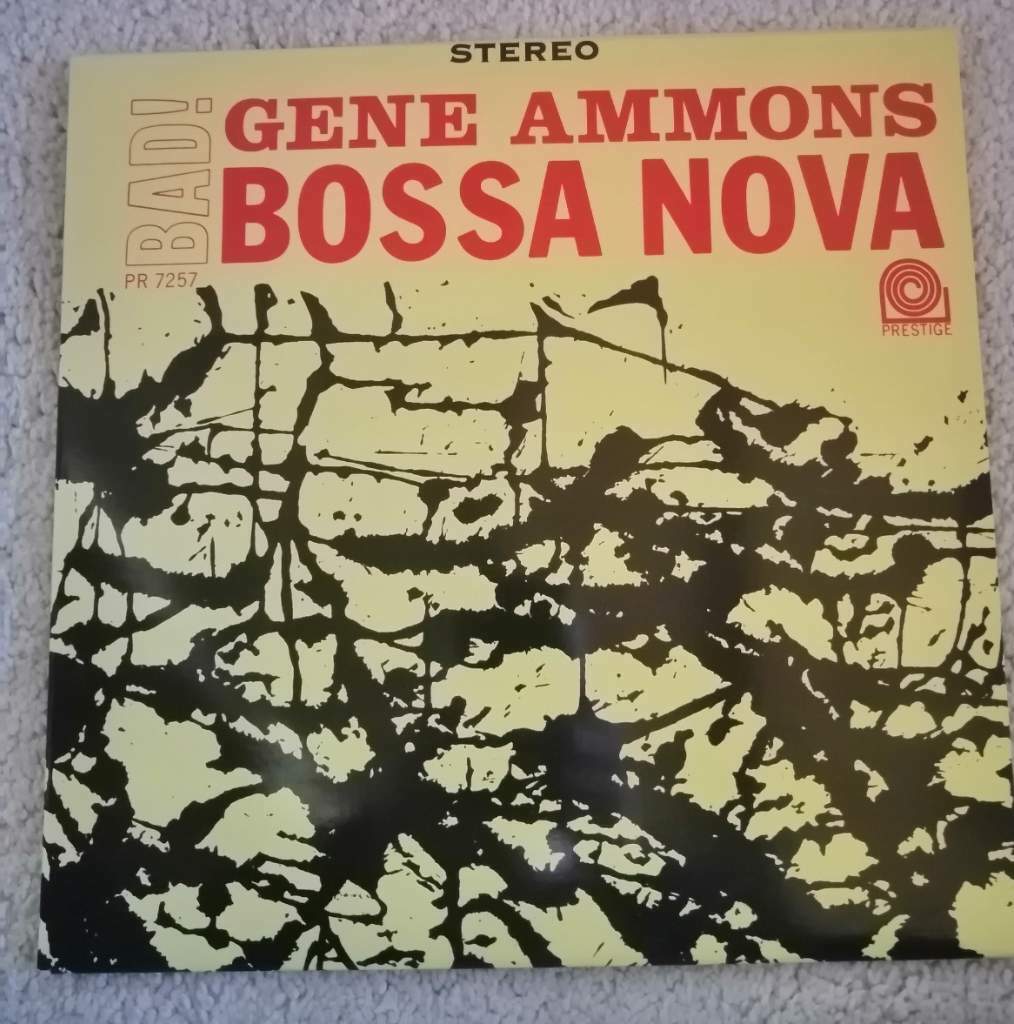 STEREO
BAD!
GENE AMMONS
BOSSA NOVA
PR 7257
PRESTIGE